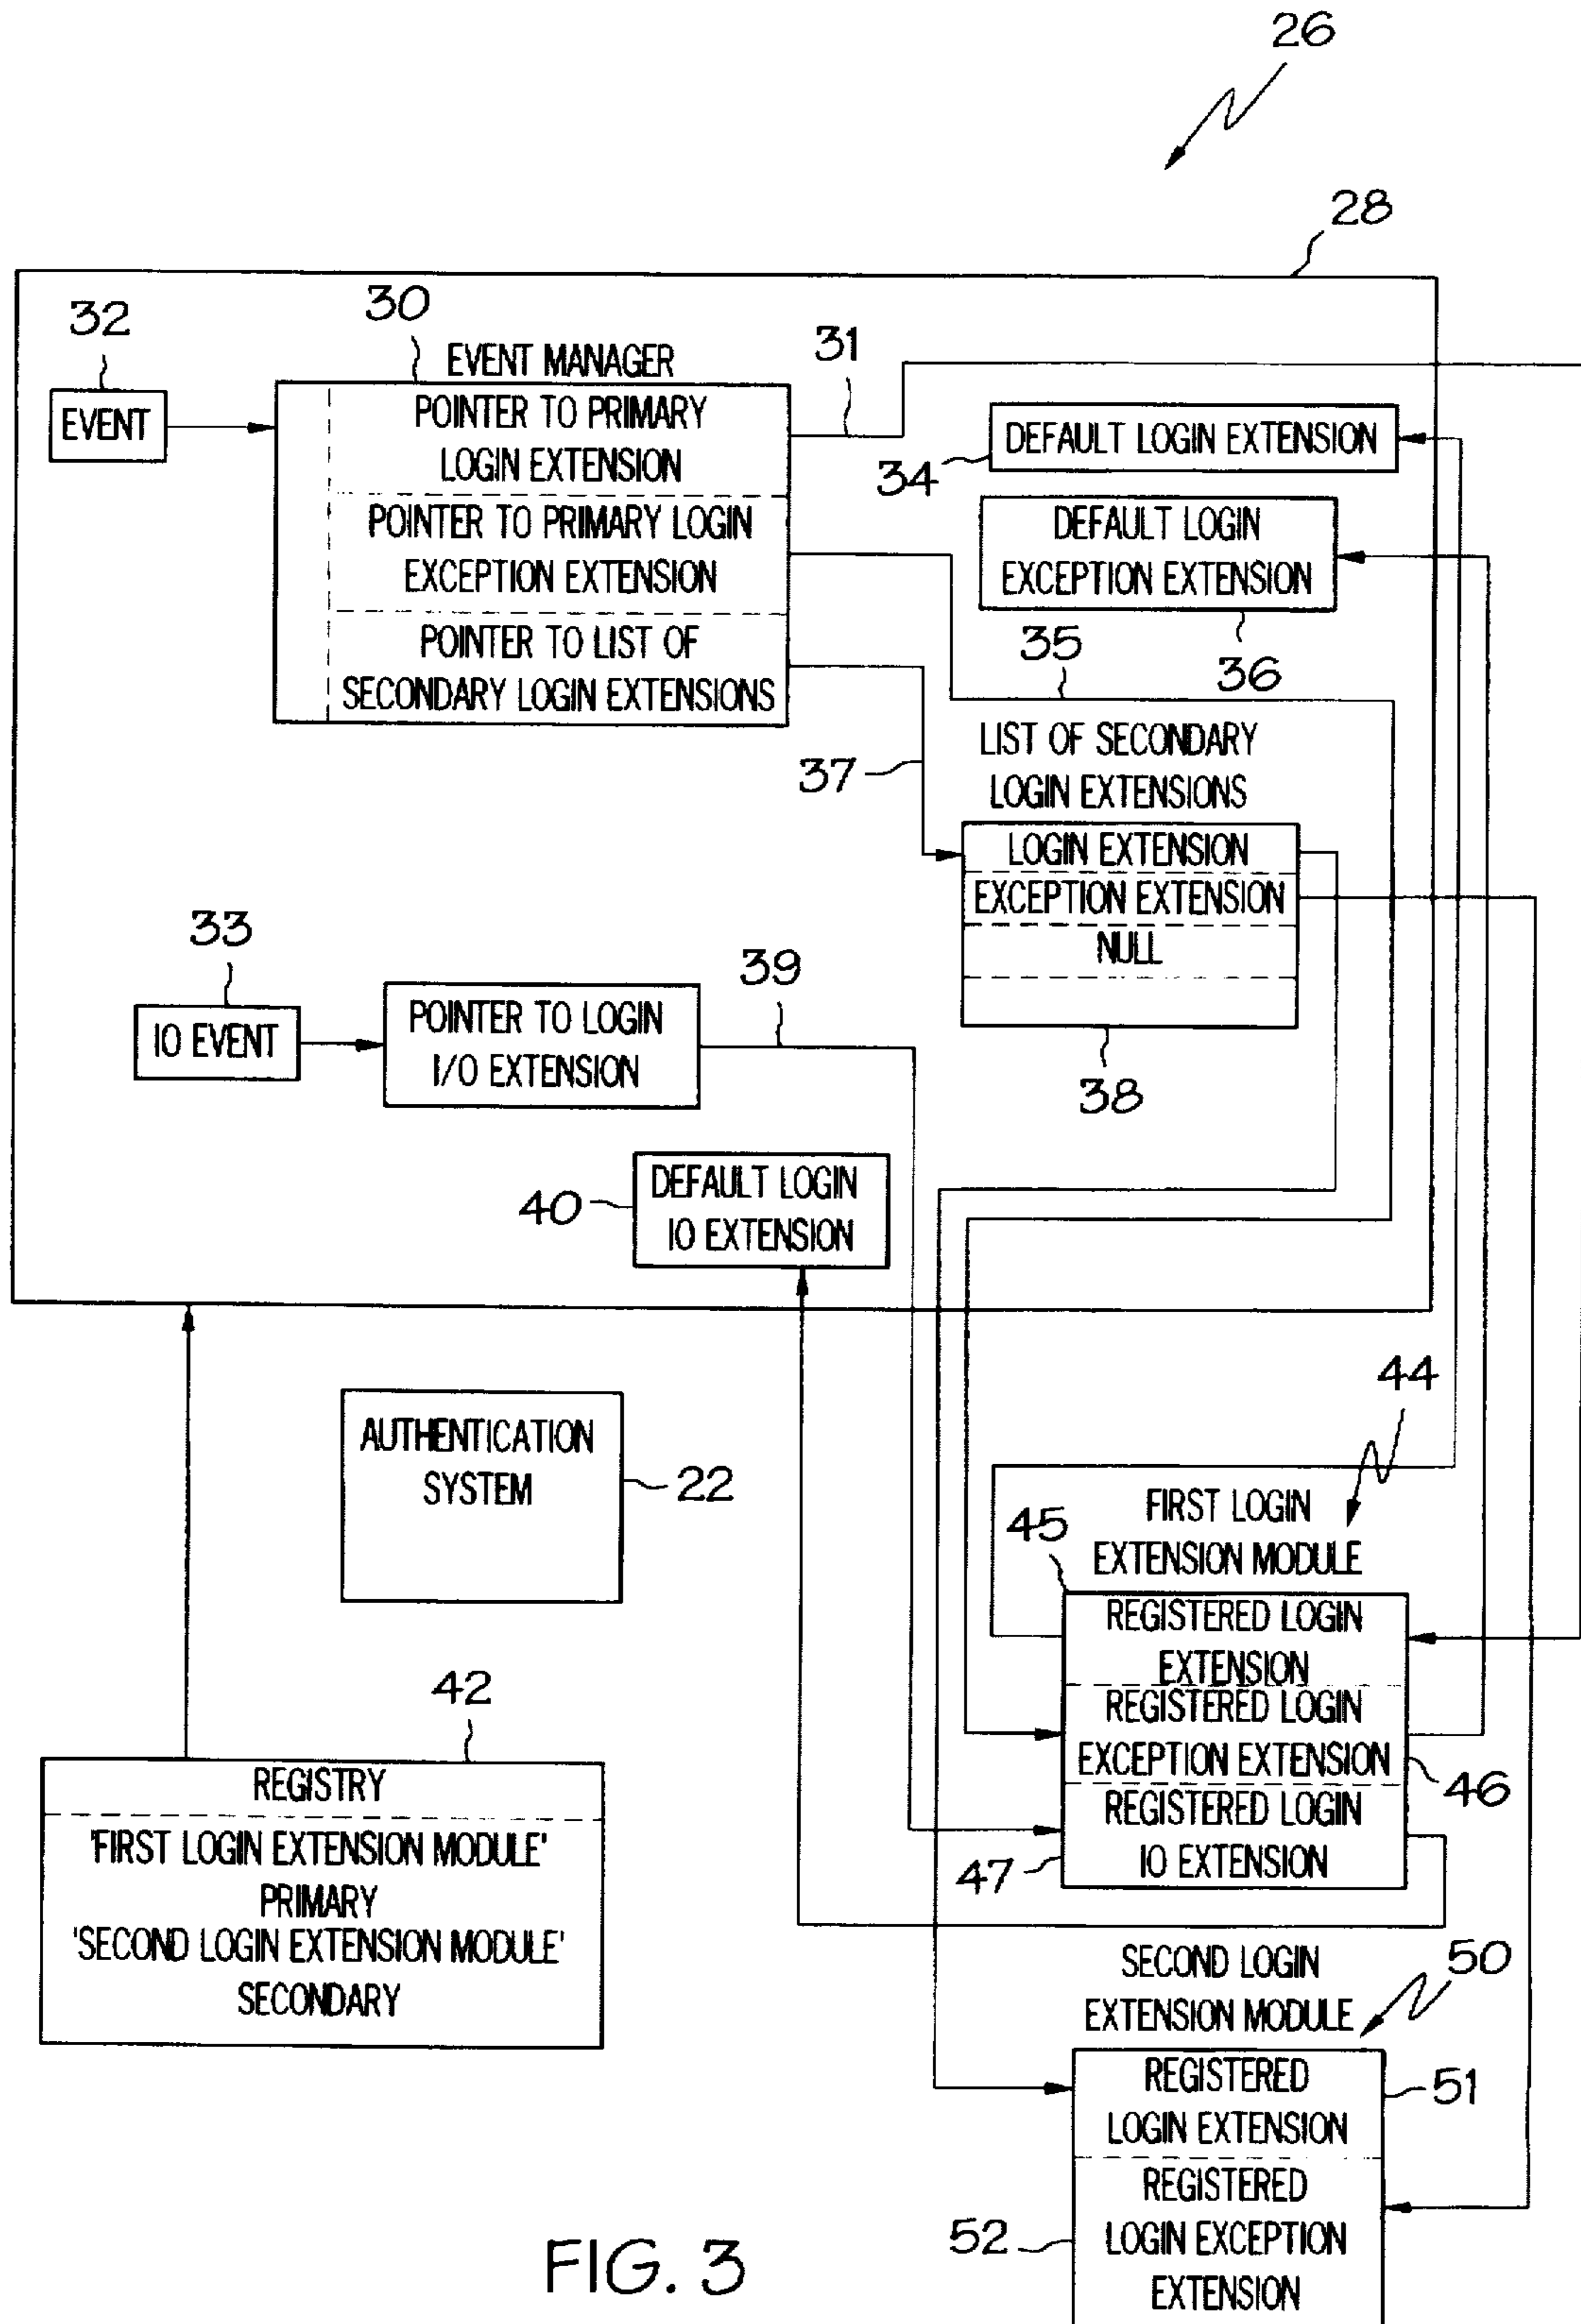 26
28
32
30
EVENT MANAGER
31
EVENT
POINTER TO PRIMARY
LOGIN EXTENSION
POINTER TO PRIMARY LOGIN
EXCEPTION EXTENSION
POINTER TO LIST OF
SECONDARY LOGIN EXTENSIONS
DEFAULT LOGIN EXTENSION
34
DEFAULT LOGIN
EXCEPTION EXTENSION
35
36
37
LIST OF SECONDARY
LOGIN EXTENSIONS
LOGIN EXTENSION
EXCEPTION EXTENSION
NULL
38
33
IO EVENT
POINTER TO LOGIN
I/O EXTENSION
39
40
DEFAULT LOGIN
IO EXTENSION
AUTHENTICATION
SYSTEM
22
44
FIRST LOGIN
EXTENSION MODULE
45
REGISTERED LOGIN
EXTENSION
REGISTERED LOGIN
EXCEPTION EXTENSION
46
REGISTERED LOGIN
IO EXTENSION
47
42
REGISTRY
'FIRST LOGIN EXTENSION MODULE'
PRIMARY
'SECOND LOGIN EXTENSION MODULE'
SECONDARY
SECOND LOGIN
EXTENSION MODULE
50
REGISTERED
LOGIN EXTENSION
51
REGISTERED
LOGIN EXCEPTION
EXTENSION
52
FIG. 3